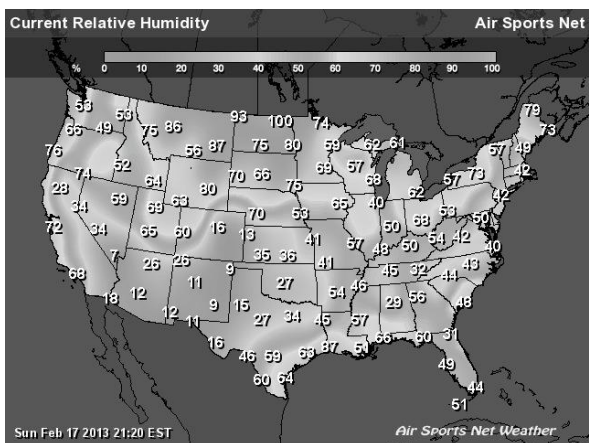 Current Relative Humidity Air Sports Net
% 0 10 20 30 40 50 60 70 80 90 100
53 53 75 86 93 100 74 79
66 49 59 62 61 73
76 56 87 75 80 57 49
52 69 57 73
74 64 80 70 66 68 57 42
28 75 62
34 59 69 63 65 40 42
70 53 68 53
72 34 65 60 16 13 41 50 50
57 48 50 54 42 40
7 26 26 35 36 41
68 9 45 32 43
27 46 44
18 12 11 54 29 56 48
9 15
12 11 27 34 45 57 31
16 66 60
46 59 63 87 51
49
60 64 44
51
Sun Feb 17 2013 21:20 EST Air Sports Net Weather